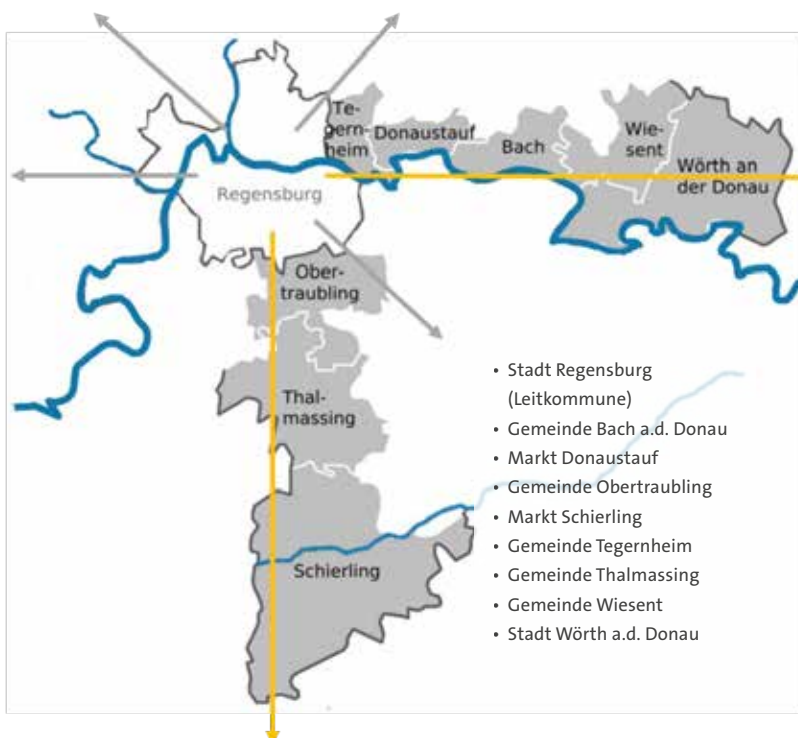 Te-
gern-
heim
Donaustauf
Bach
Wie-
sent
Wörth an
der Donau
Regensburg
Ober-
traubling
Thal-
massing
Schierling
• Stadt Regensburg
(Leitkommune)
• Gemeinde Bach a.d. Donau
• Markt Donaustauf
• Gemeinde Obertraubling
• Markt Schierling
• Gemeinde Tegernheim
• Gemeinde Thalmassing
• Gemeinde Wiesent
• Stadt Wörth a.d. Donau